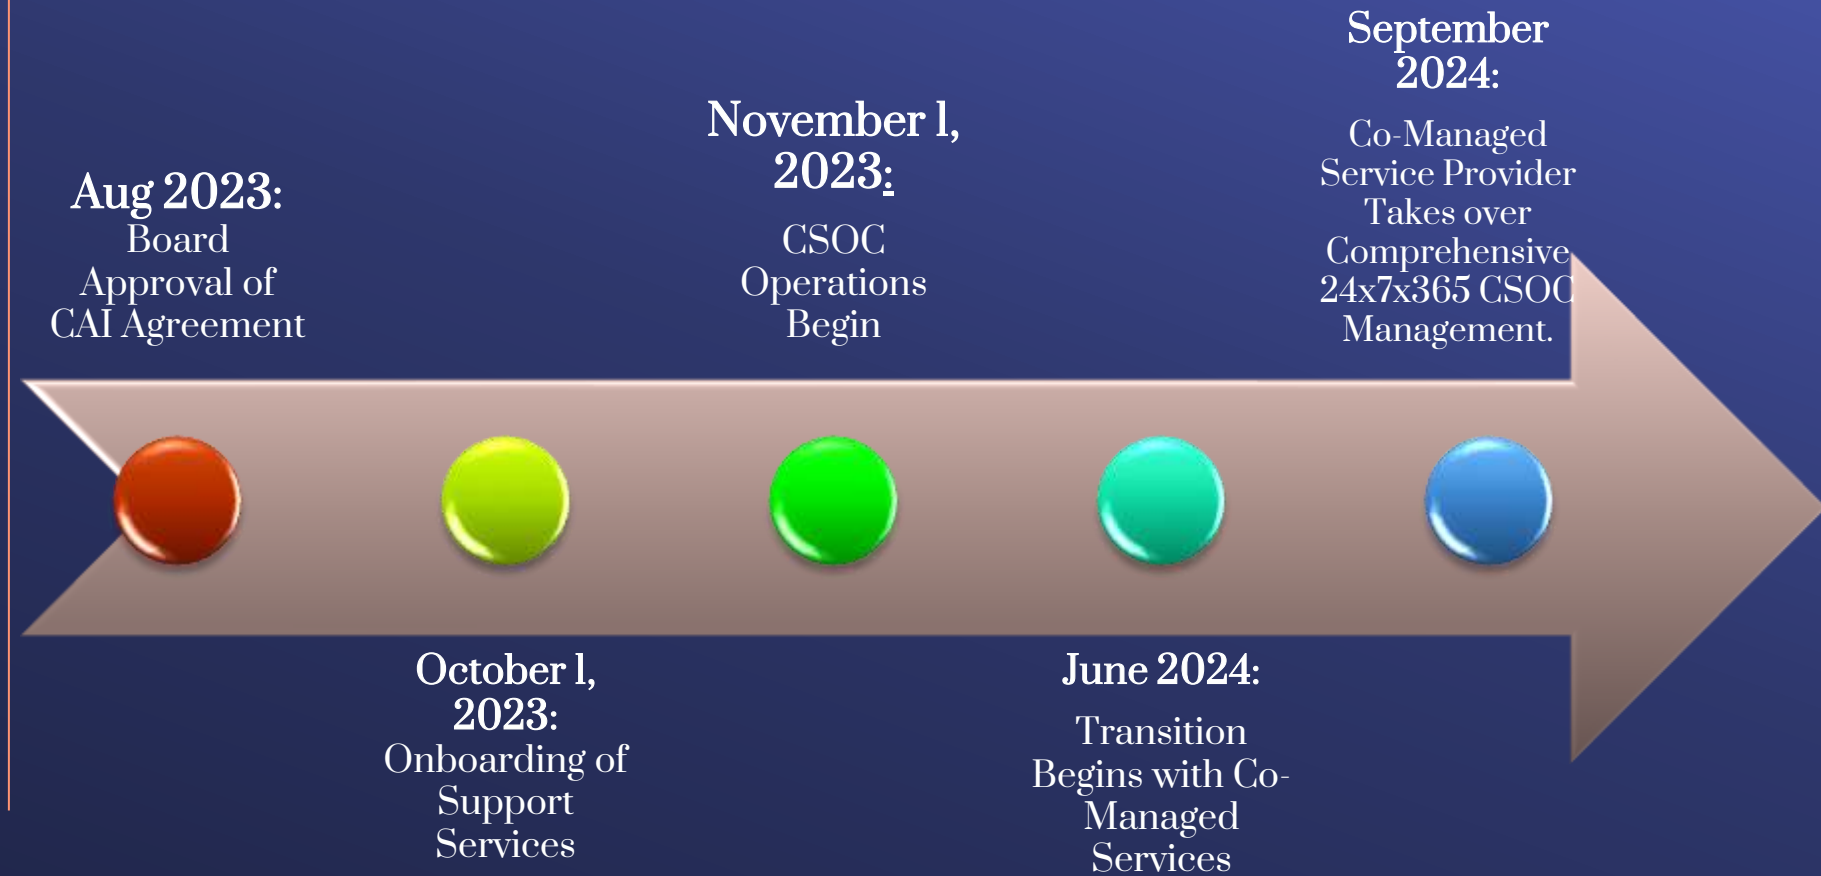 Aug 2023:
Board
Approval of
CAI Agreement
October 1,
2023:
Onboarding of
Support
Services
November 1,
2023:
CSOC
Operations
Begin
June 2024:
Transition
Begins with Co-
Managed
Services
September
2024:
Co-Managed
Service Provider
Takes over
Comprehensive
24x7x365 CSOC
Management.